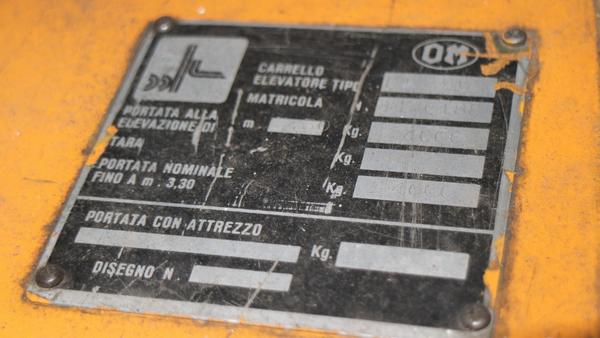 OM
CARRELLO
ELEVATORE TIPO
MATRICOLA N.
PORTATA ALLA
ELEVAZIONE DI m Kg.
TARA Kg.
PORTATA NOMINALE
FINO A m 3,30 Kg
PORTATA CON ATTREZZO
Kg.
DISEGNO N